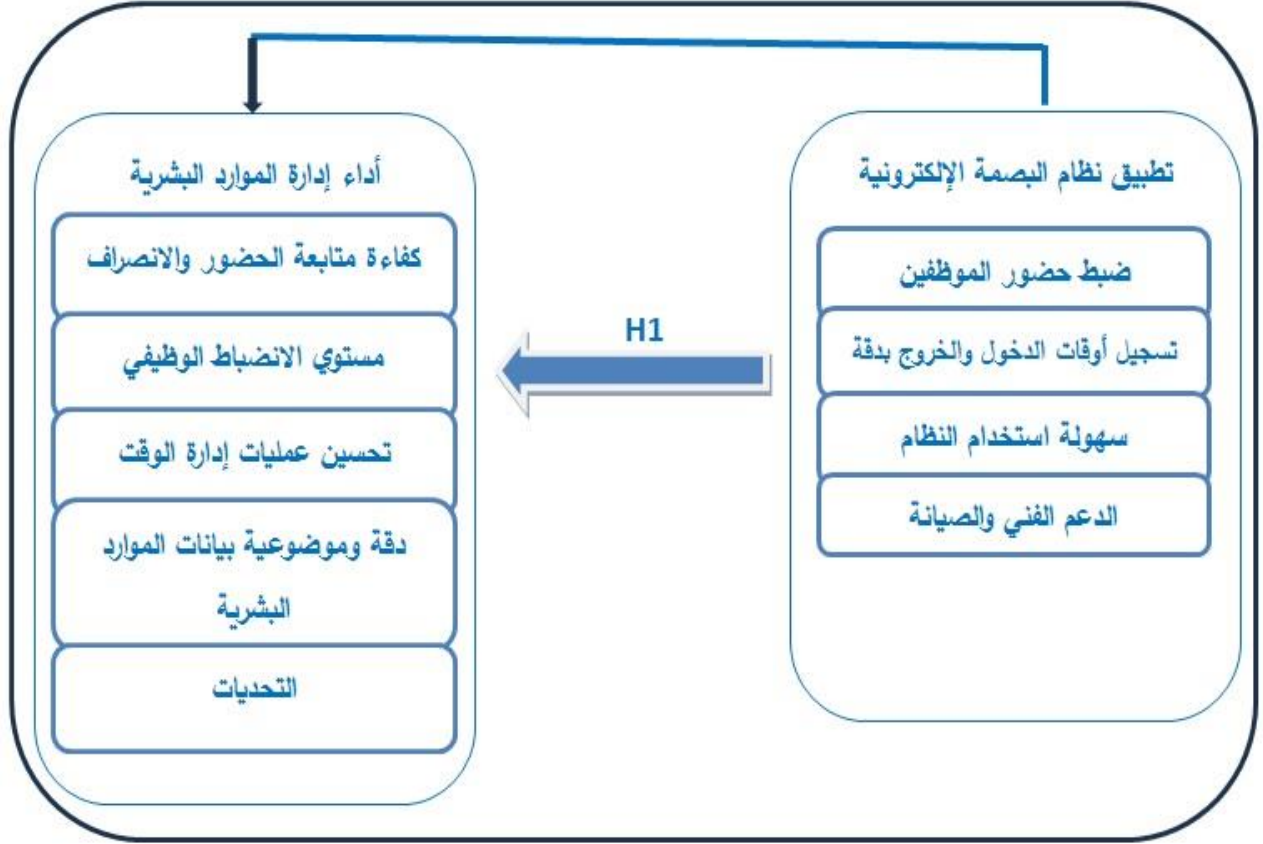 تطبيق نظام البصمة الإلكترونية
ضبط حضور الموظفين
تسجيل أوقات الدخول والخروج بدقة
سهولة استخدام النظام
الدعم الفني والصيانة
H1
أداء إدارة الموارد البشرية
كفاءة متابعة الحضور والانصراف
مستوي الانضباط الوظيفي
تحسين عمليات إدارة الوقت
دقة وموضوعية بيانات الموارد
البشرية
التحديات